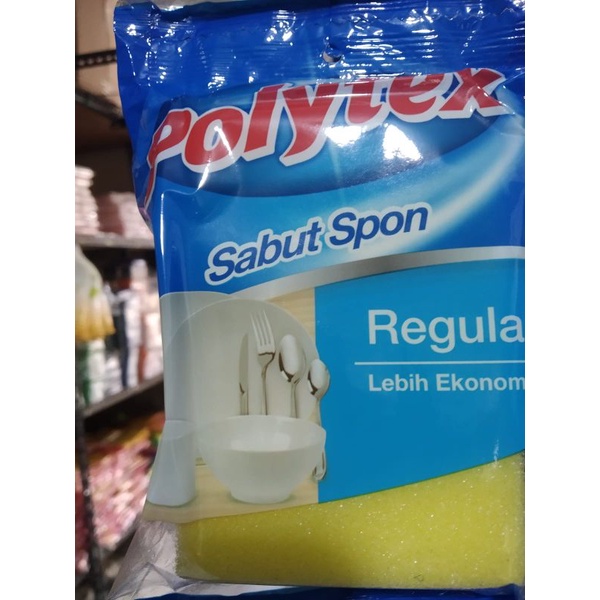 Polytex
Sabut Spon
Regula
Lebih Ekonom